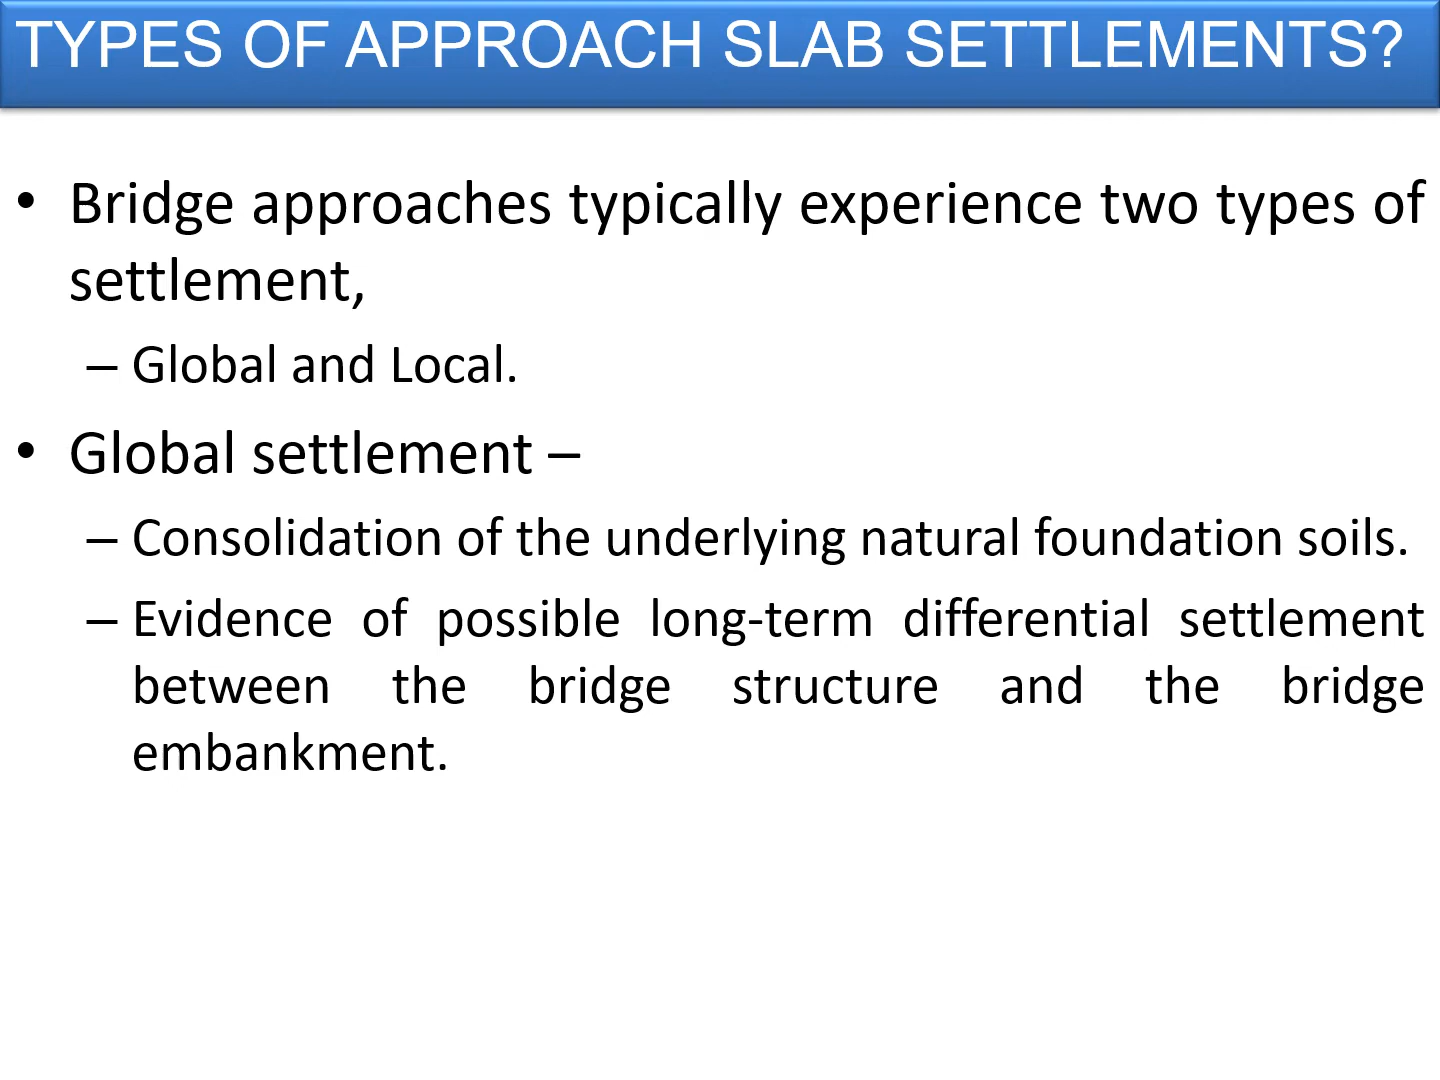 TYPES OF APPROACH SLAB SETTLEMENTS?
• Bridge approaches typically experience two types of
settlement,
– Global and Local.
• Global settlement –
– Consolidation of the underlying natural foundation soils.
– Evidence of possible long-term differential settlement
between the bridge structure and the bridge
embankment.